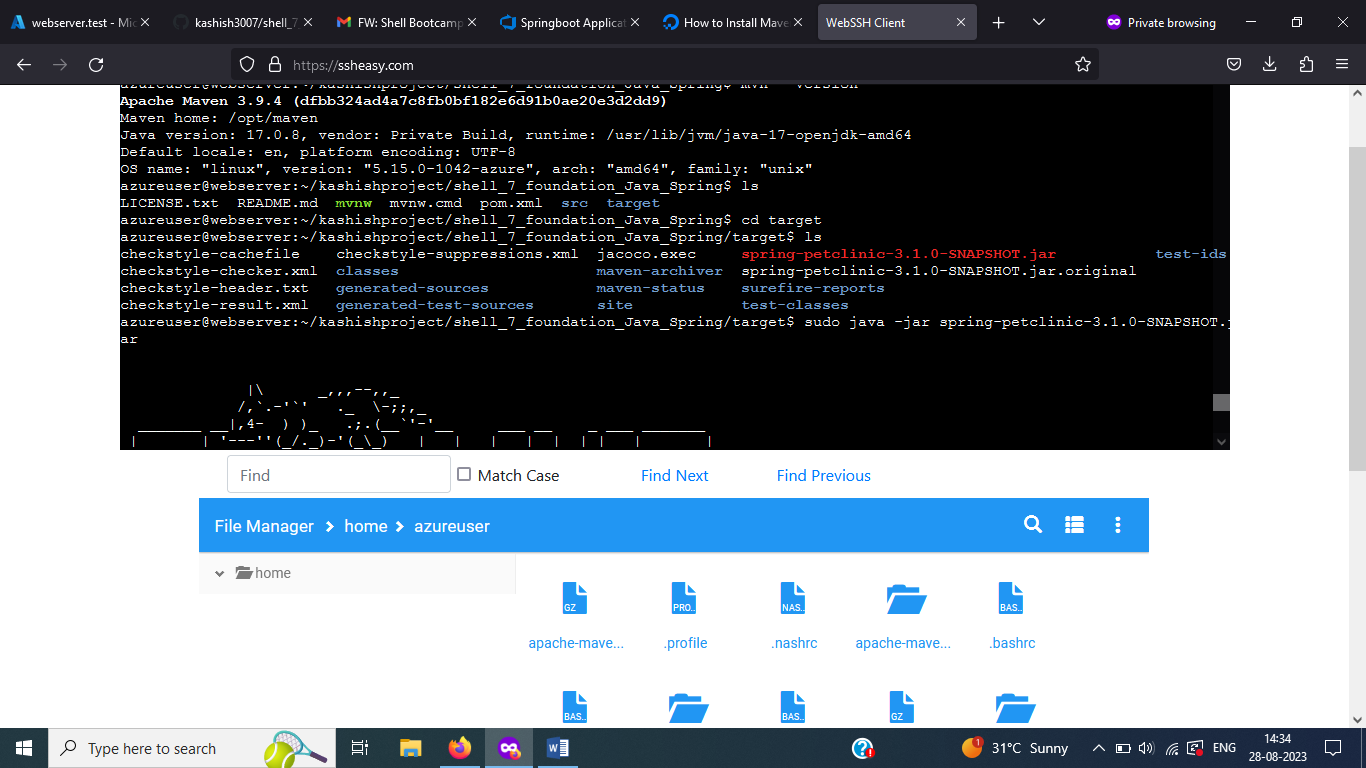 webserver.test - Mic
kashish3007/shell_7
FW: Shell Bootcamp
Springboot Applicat
How to Install Mave
WebSSH Client
Private browsing
https://ssheasy.com
azureuser@webserver:~/kashishproject/shell_7_foundation_Java_Spring$ mvn --version
Apache Maven 3.9.4 (dfbb324ad4a7c8fb0bf182e6d91b0ae20e3d2dd9)
Maven home: /opt/maven
Java version: 17.0.8, vendor: Private Build, runtime: /usr/lib/jvm/java-17-openjdk-amd64
Default locale: en, platform encoding: UTF-8
OS name: "linux", version: "5.15.0-1042-azure", arch: "amd64", family: "unix"
azureuser@webserver:~/kashishproject/shell_7_foundation_Java_Spring$ ls
LICENSE.txt  README.md  mvnw  mvnw.cmd  pom.xml  src  target
azureuser@webserver:~/kashishproject/shell_7_foundation_Java_Spring$ cd target
azureuser@webserver:~/kashishproject/shell_7_foundation_Java_Spring/target$ ls
checkstyle-cachefile    checkstyle-suppressions.xml  jacoco.exec     spring-petclinic-3.1.0-SNAPSHOT.jar           test-ids
checkstyle-checker.xml  classes                      maven-archiver  spring-petclinic-3.1.0-SNAPSHOT.jar.original
checkstyle-header.txt   generated-sources            maven-status    surefire-reports
checkstyle-result.xml   generated-test-sources       site            test-classes
azureuser@webserver:~/kashishproject/shell_7_foundation_Java_Spring/target$ sudo java -jar spring-petclinic-3.1.0-SNAPSHOT.j
ar
Find
Match Case
Find Next
Find Previous
File Manager > home > azureuser
home
GZ
PRO..
NAS..
BAS..
apache-mave...
.profile
.nashrc
apache-mave...
.bashrc
BAS..
BAS..
GZ
Type here to search
31°C Sunny
ENG
14:34
28-08-2023